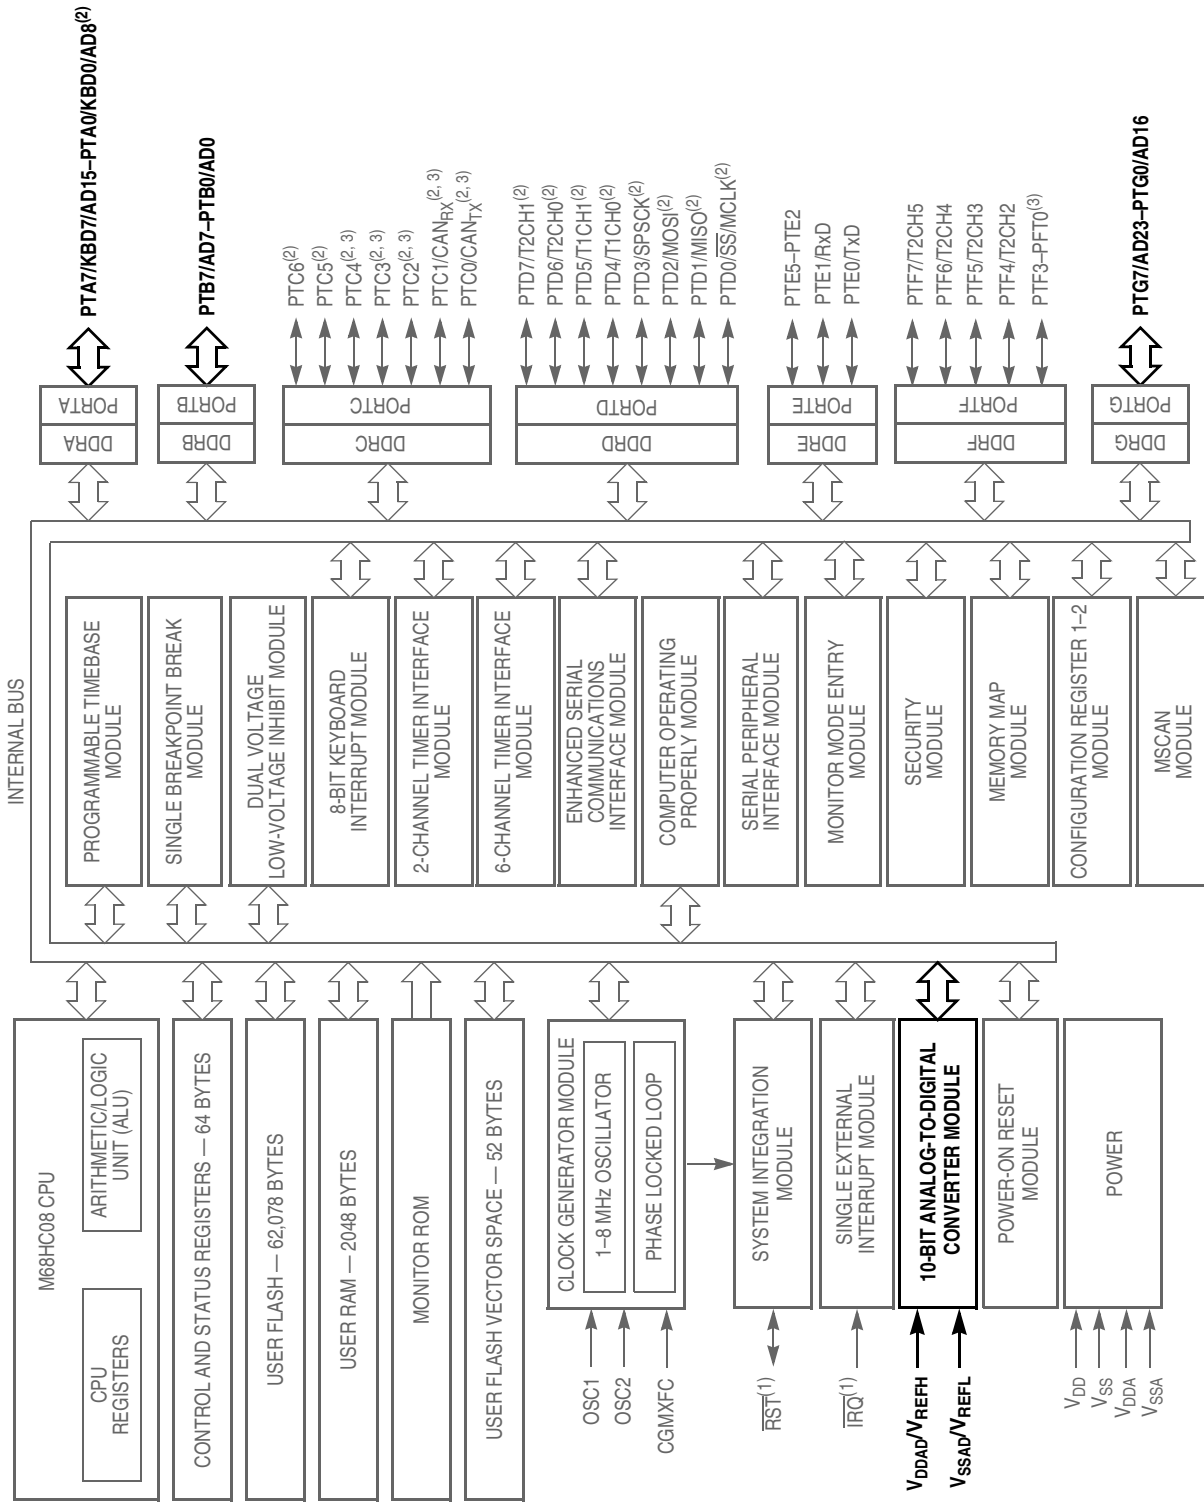 INTERNAL BUS
M68HC08 CPU
CPU
REGISTERS
ARITHMETIC/LOGIC
UNIT (ALU)
CONTROL AND STATUS REGISTERS — 64 BYTES
USER FLASH — 62,078 BYTES
USER RAM — 2048 BYTES
MONITOR ROM
USER FLASH VECTOR SPACE — 52 BYTES
CLOCK GENERATOR MODULE
1–8 MHz OSCILLATOR
PHASE LOCKED LOOP
OSC1
OSC2
CGMXFC
SYSTEM INTEGRATION
MODULE
RST(1)
SINGLE EXTERNAL
INTERRUPT MODULE
IRQ(1)
10-BIT ANALOG-TO-DIGITAL
CONVERTER MODULE
VDDAD/VREFH
VSSAD/VREFL
POWER-ON RESET
MODULE
POWER
VDD
VSS
VDDA
VSSA
PROGRAMMABLE TIMEBASE
MODULE
SINGLE BREAKPOINT BREAK
MODULE
DUAL VOLTAGE
LOW-VOLTAGE INHIBIT MODULE
8-BIT KEYBOARD
INTERRUPT MODULE
2-CHANNEL TIMER INTERFACE
MODULE
6-CHANNEL TIMER INTERFACE
MODULE
ENHANCED SERIAL
COMMUNICATIONS
INTERFACE MODULE
COMPUTER OPERATING
PROPERLY MODULE
SERIAL PERIPHERAL
INTERFACE MODULE
MONITOR MODE ENTRY
MODULE
SECURITY
MODULE
MEMORY MAP
MODULE
CONFIGURATION REGISTER 1–2
MODULE
MSCAN
MODULE
DDRA
PORTA
PTA7/KBD7/AD15–PTA0/KBD0/AD8(2)
DDRB
PORTB
PTB7/AD7–PTB0/AD0
DDRC
PORTC
PTC6(2)
PTC5(2)
PTC4(2, 3)
PTC3(2, 3)
PTC2(2, 3)
PTC1/CANRX(2, 3)
PTC0/CANTX(2, 3)
DDRD
PORTD
PTD7/T2CH1(2)
PTD6/T2CH0(2)
PTD5/T1CH1(2)
PTD4/T1CH0(2)
PTD3/SPSCK(2)
PTD2/MOSI(2)
PTD1/MISO(2)
PTD0/SS/MCLK(2)
DDRE
PORTE
PTE5–PTE2
PTE1/RxD
PTE0/TxD
DDRF
PORTF
PTF7/T2CH5
PTF6/T2CH4
PTF5/T2CH3
PTF4/T2CH2
PTF3–PFT0(3)
DDRG
PORTG
PTG7/AD23–PTG0/AD16